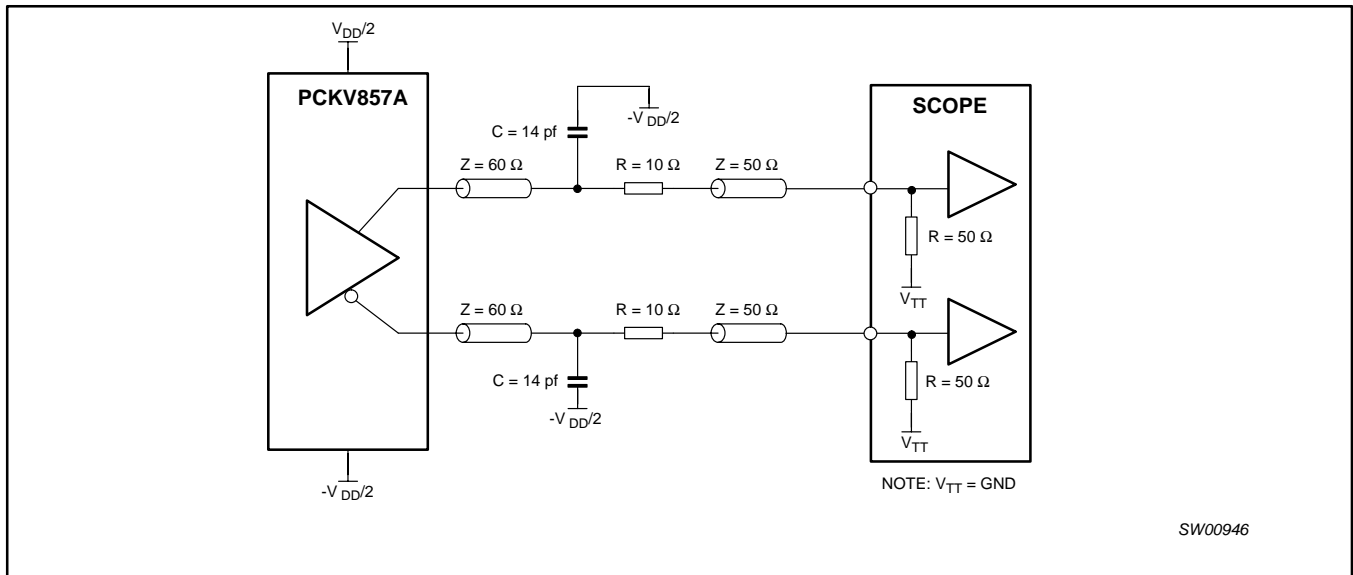 VDD/2
PCKV857A
SCOPE
-VDD/2
C = 14 pf
Z = 60 Ω
R = 10 Ω
Z = 50 Ω
R = 50 Ω
VTT
Z = 60 Ω
R = 10 Ω
Z = 50 Ω
C = 14 pf
R = 50 Ω
-VDD/2
VTT
-VDD/2
NOTE: VTT = GND
SW00946